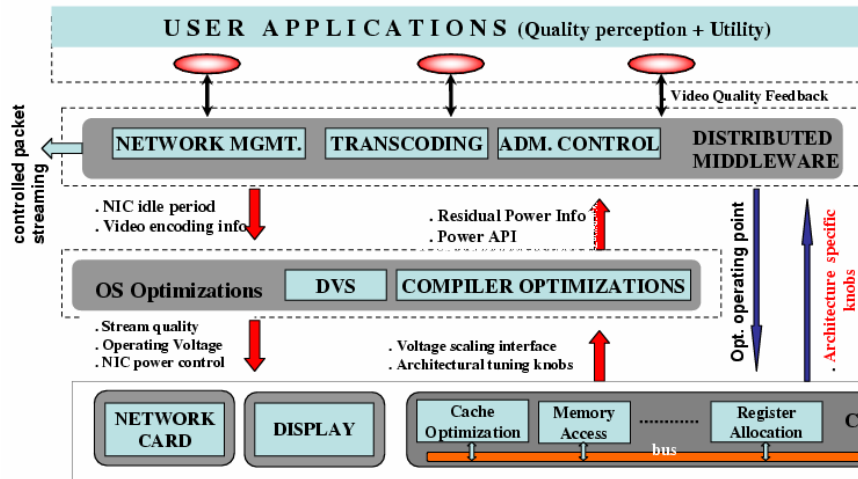 USER APPLICATIONS (Quality perception + Utility)
. Video Quality Feedback
controlled packet
streaming
NETWORK MGMT.
TRANSCODING
ADM. CONTROL
DISTRIBUTED
MIDDLEWARE
. NIC idle period
. Video encoding info
. Residual Power Info
. Power API
Opt. operating point
. Architecture specific
knobs
OS Optimizations
DVS
COMPILER OPTIMIZATIONS
. Stream quality
. Operating Voltage
. NIC power control
. Voltage scaling interface
. Architectural tuning knobs
NETWORK
CARD
DISPLAY
Cache
Optimization
Memory
Access
Register
Allocation
C
bus